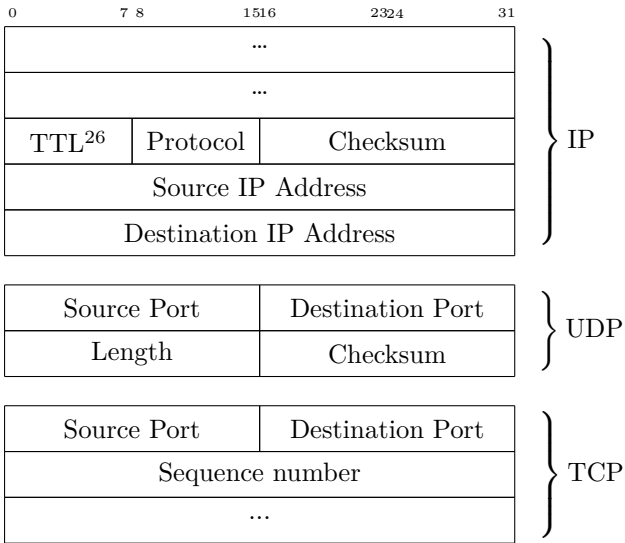 0 7 8 1516 2324 31
...
...
TTL26 Protocol Checksum IP
Source IP Address
Destination IP Address
Source Port Destination Port
UDP
Length Checksum
Source Port Destination Port
Sequence number TCP
...